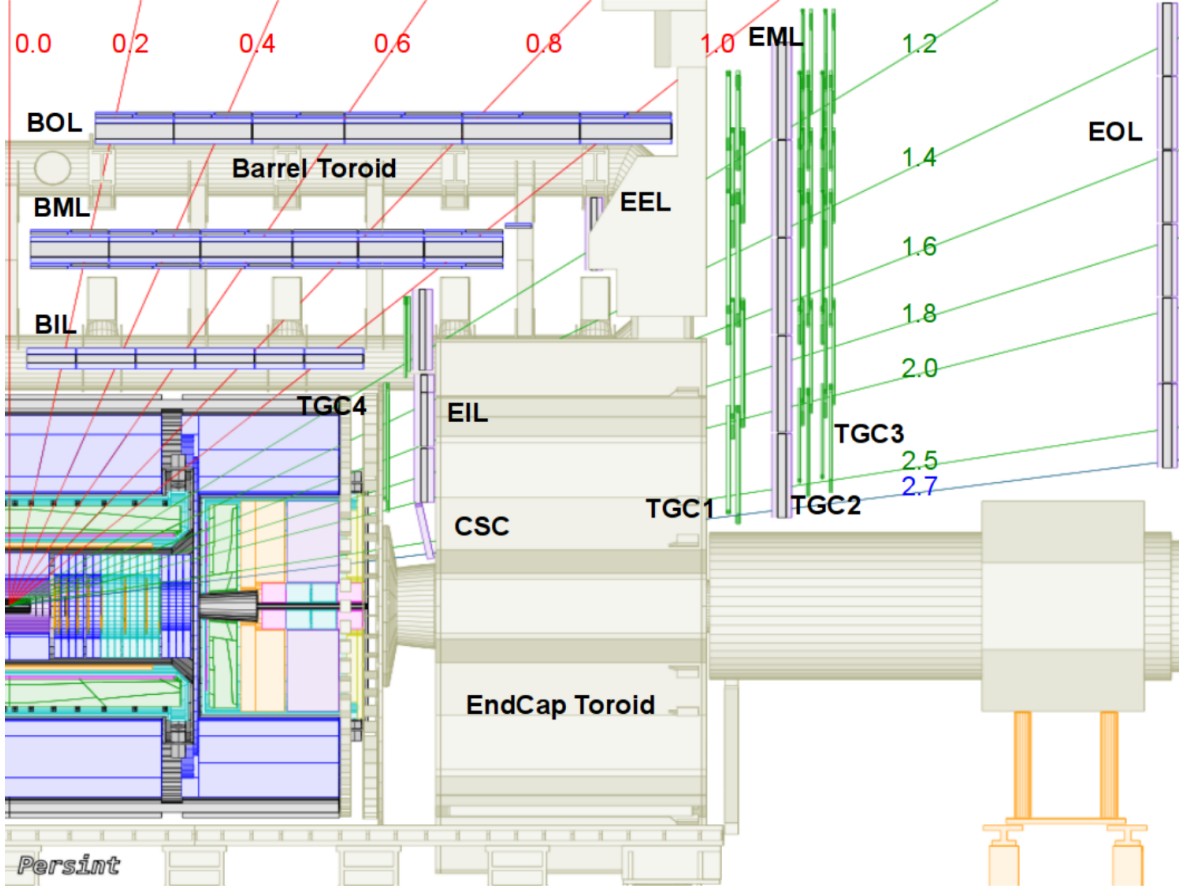 0.0 0.2 0.4 0.6 0.8 1.0 EML 1.2
BOL
EOL
Barrel Toroid
1.4
BML
EEL
1.6
BIL
1.8
2.0
TGC4
EIL
TGC3
2.5
2.7
TGC1
TGC2
CSC
EndCap Toroid
Persint